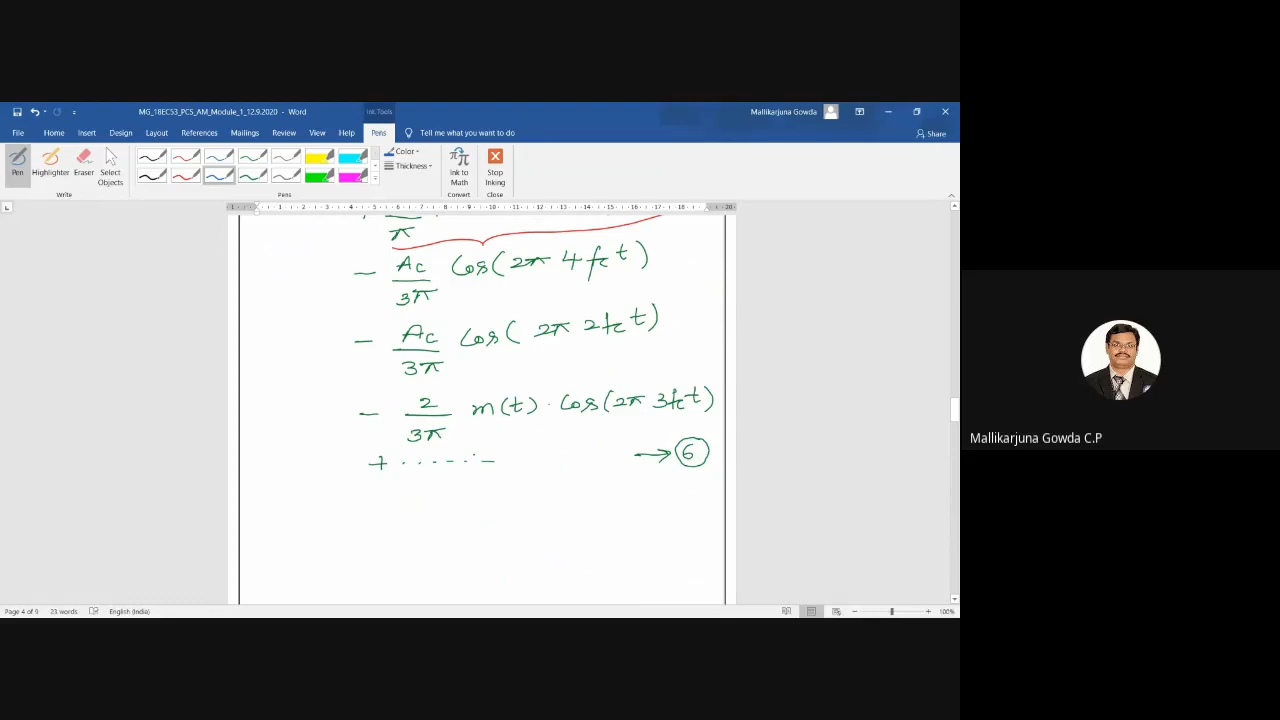 MG_18EC53_PCS_AM_Module_1_12.9.2020 - Word
Ink Tools
Mallikarjuna Gowda
File Home Insert Design Layout References Mailings Review View Help Pens Tell me what you want to do
Share
Pen Highlighter Eraser Select Objects
Color
Thickness
Ink to Math
Stop Inking
Write Pens Convert Close
π
- Ac/3π cos(2π 4fc t)
- Ac/3π cos(2π 2fc t)
- 2/3π m(t) · cos(2π 3fc t)
+ ······- → 6
Mallikarjuna Gowda C.P
Page 4 of 9 23 words English (India) 100%